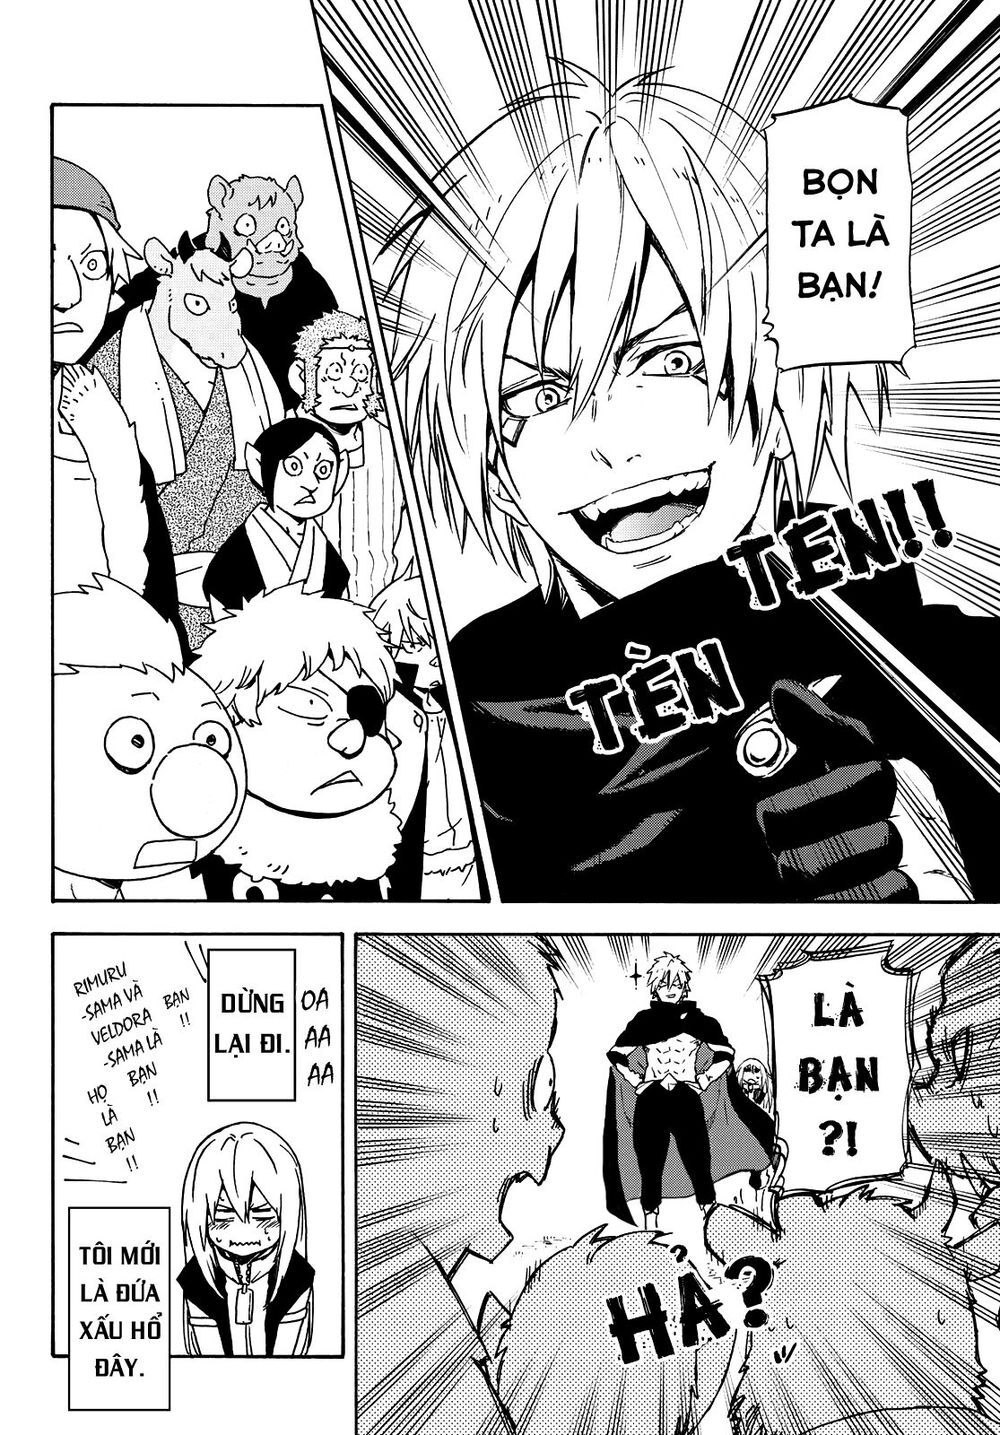 BỌN
TA LÀ
BẠN!
TEN!!
TÈN
LÀ
BẠN
?!
HẢ?
OA
AA
AA
DỪNG
LẠI ĐI.
BẠN
!!
RIMURU
-SAMA VÀ
VELDORA
-SAMA LÀ
BẠN
!!
HỌ
LÀ
BẠN
!!
TÔI MỚI
LÀ ĐỨA
XẤU HỔ
ĐÂY.